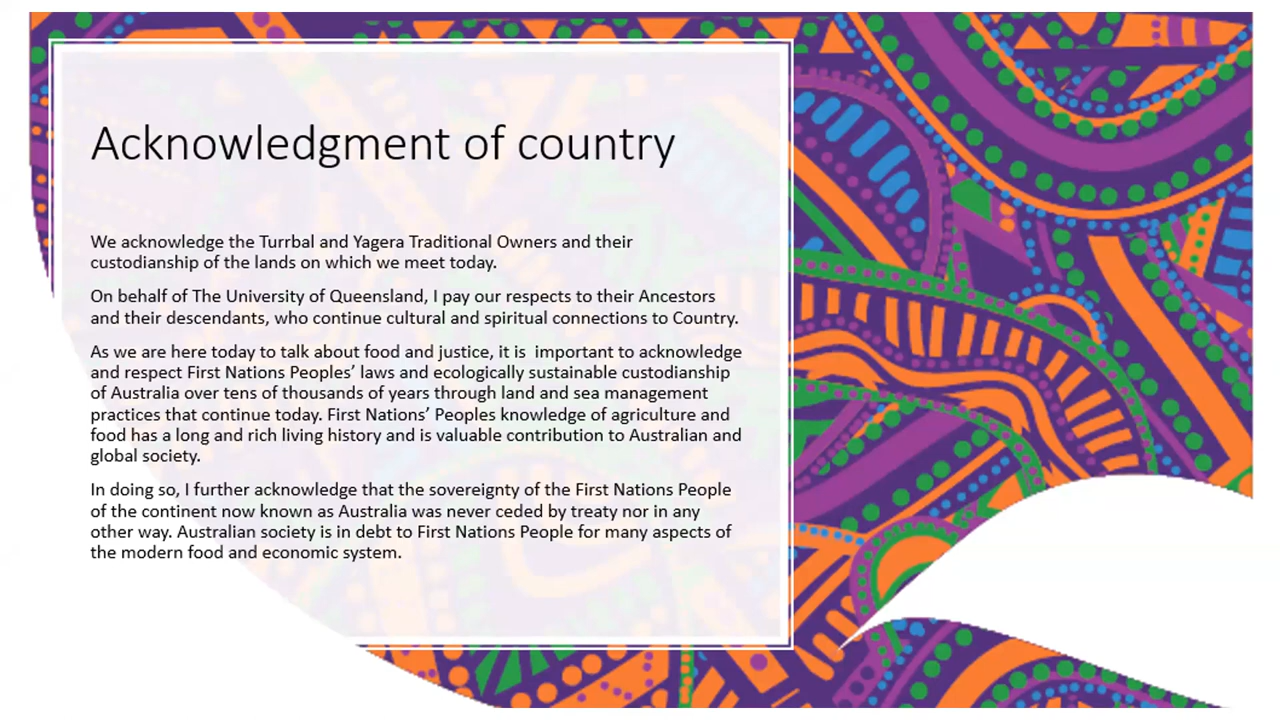 Acknowledgment of country
We acknowledge the Turrbal and Yagera Traditional Owners and their
custodianship of the lands on which we meet today.
On behalf of The University of Queensland, I pay our respects to their Ancestors
and their descendants, who continue cultural and spiritual connections to Country.
As we are here today to talk about food and justice, it is  important to acknowledge
and respect First Nations Peoples’ laws and ecologically sustainable custodianship
of Australia over tens of thousands of years through land and sea management
practices that continue today. First Nations’ Peoples knowledge of agriculture and
food has a long and rich living history and is valuable contribution to Australian and
global society.
In doing so, I further acknowledge that the sovereignty of the First Nations People
of the continent now known as Australia was never ceded by treaty nor in any
other way. Australian society is in debt to First Nations People for many aspects of
the modern food and economic system.